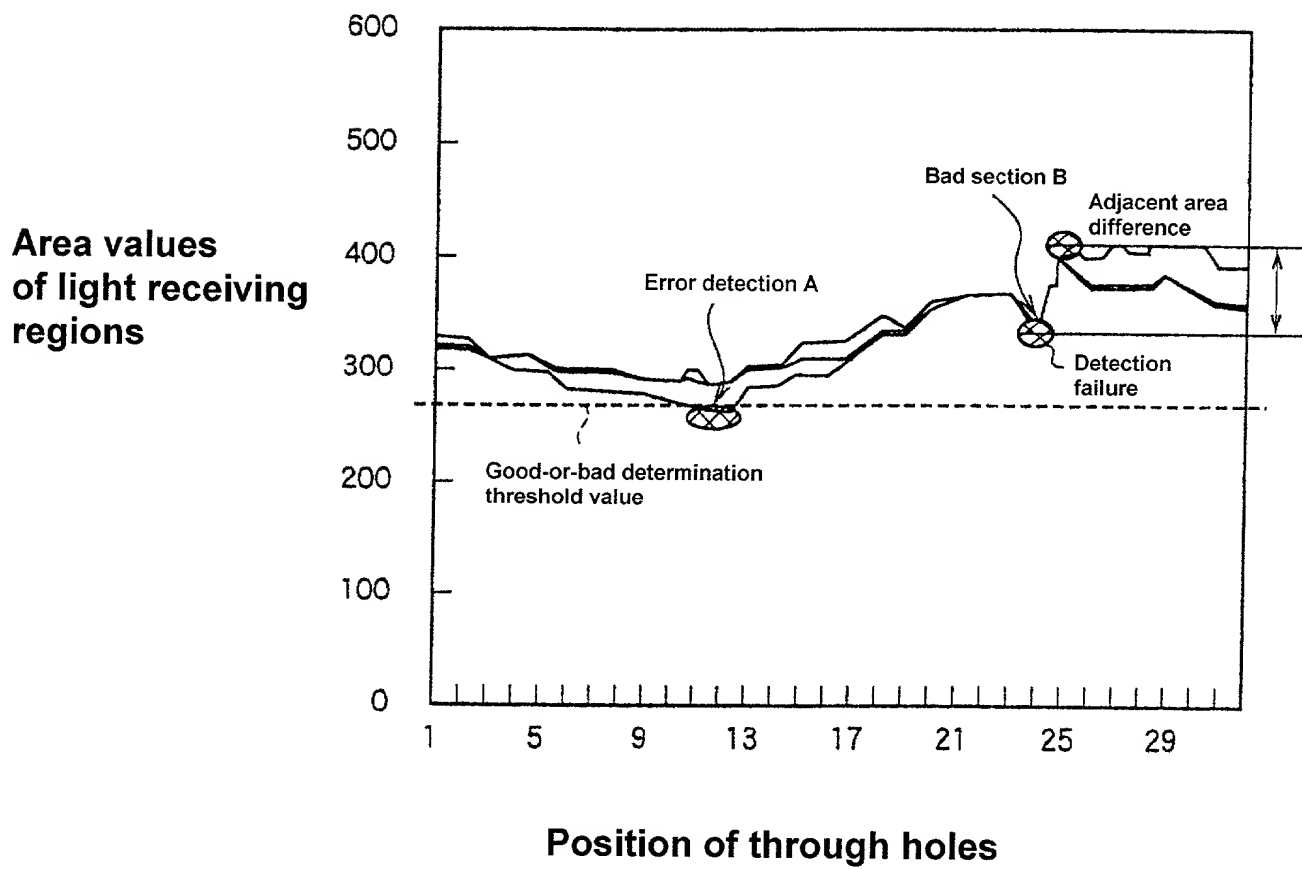 600
500
Bad section B
Adjacent area
difference
Area values
of light receiving
regions
400
Error detection A
300
Detection
failure
Good-or-bad determination
threshold value
200
100
0
1 5 9 13 17 21 25 29
Position of through holes